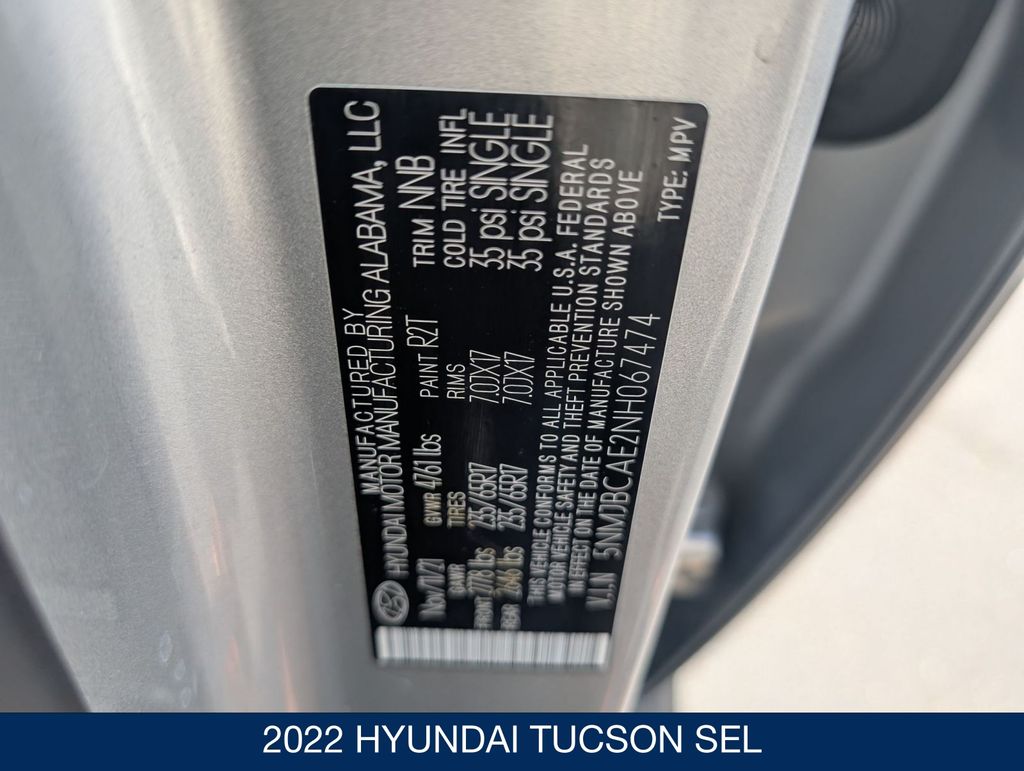 MANUFACTURED BY
HYUNDAI MOTOR MANUFACTURING ALABAMA, LLC
GVWR 4761 lbs PAINT R2T TRIM NNB
GAWR TIRES RIMS COLD TIRE INFL
FRONT 2778 lbs 235/65R17 7.0JX17 35 psi SINGLE
REAR 2646 lbs 235/65R17 7.0JX17 35 psi SINGLE
THIS VEHICLE CONFORMS TO ALL APPLICABLE U.S.A. FEDERAL
MOTOR VEHICLE SAFETY AND THEFT PREVENTION STANDARDS
IN EFFECT ON THE DATE OF MANUFACTURE SHOWN ABOVE
V.I.N 5NMJBCAE2NH067474
TYPE: MPV
2022 HYUNDAI TUCSON SEL